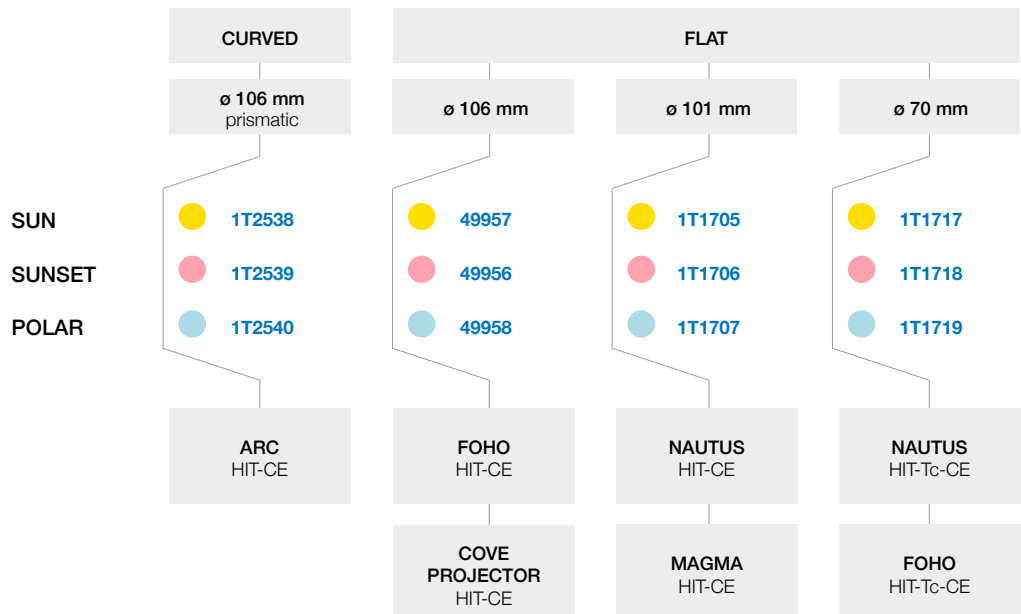 CURVED
FLAT
ø 106 mm
prismatic
ø 106 mm
ø 101 mm
ø 70 mm
SUN
1T2538
49957
1T1705
1T1717
SUNSET
1T2539
49956
1T1706
1T1718
POLAR
1T2540
49958
1T1707
1T1719
ARC
HIT-CE
FOHO
HIT-CE
NAUTUS
HIT-CE
NAUTUS
HIT-Tc-CE
COVE
PROJECTOR
HIT-CE
MAGMA
HIT-CE
FOHO
HIT-Tc-CE